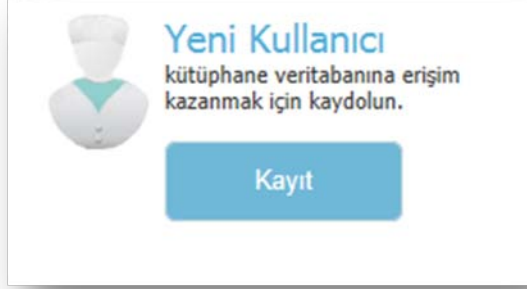 Yeni Kullanıcı
kütüphane veritabanına erişim
kazanmak için kaydolun.
Kayıt